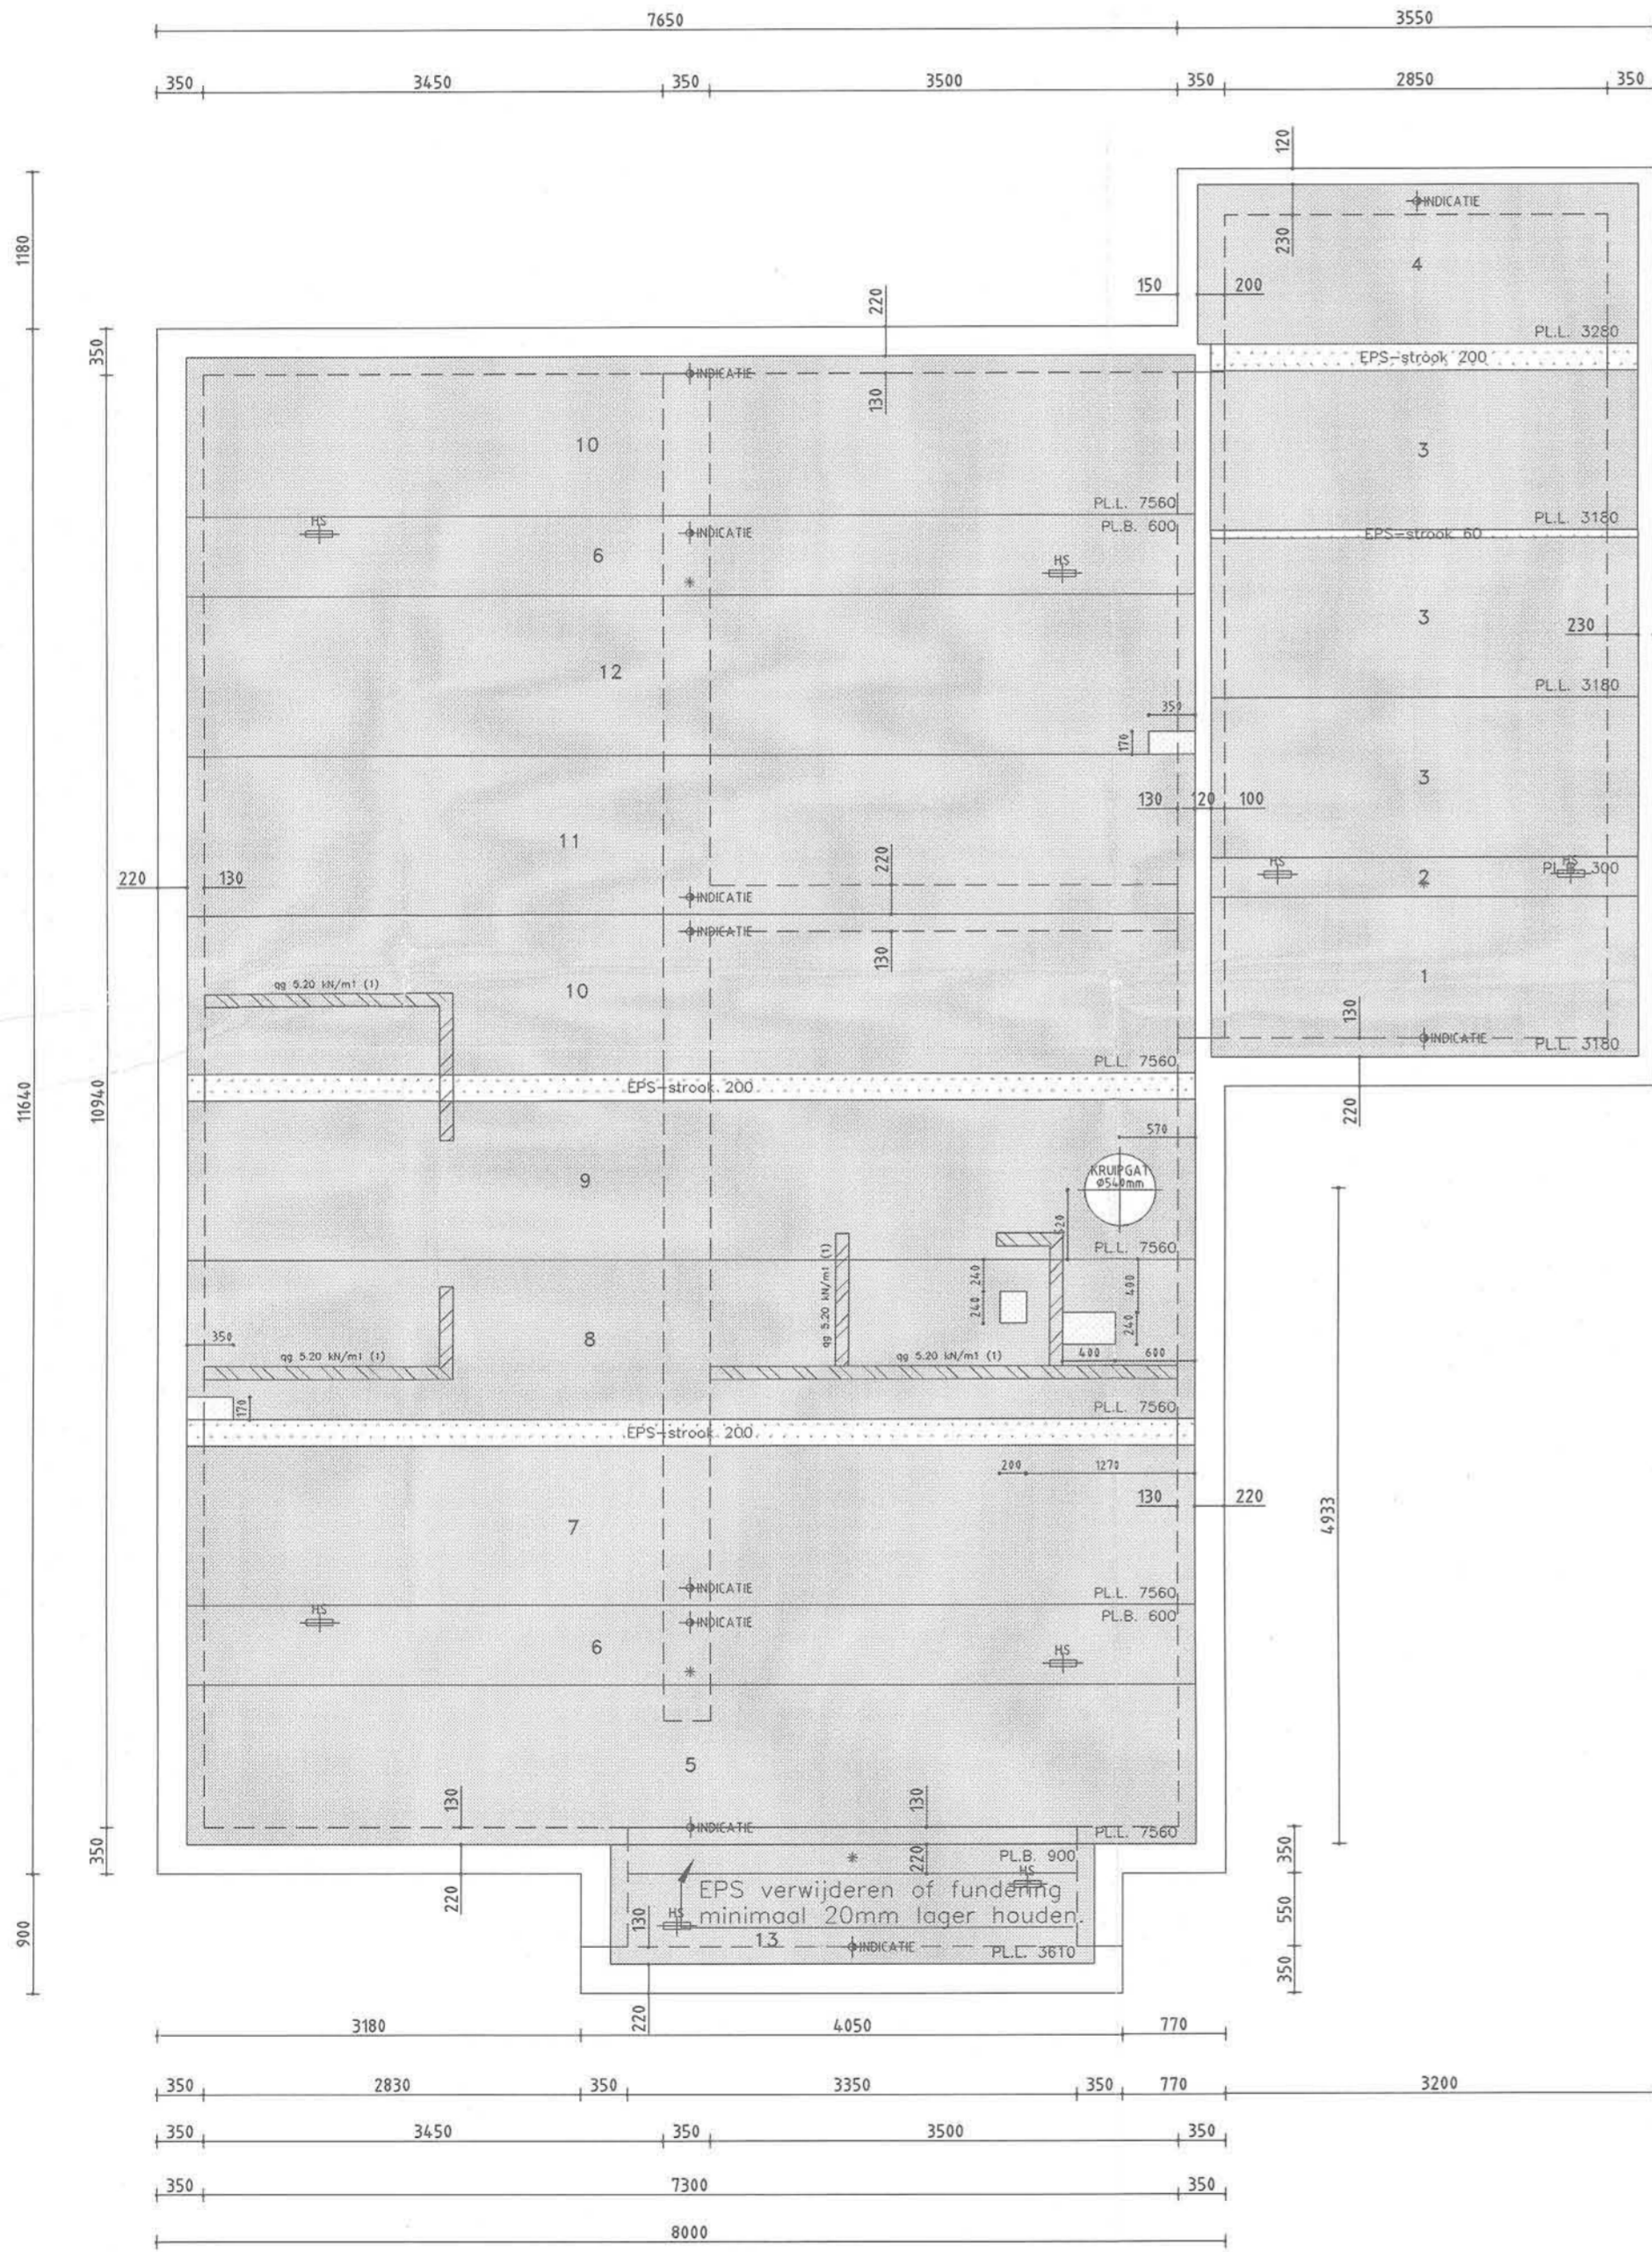 7650 3550
350 3450 350 3500 350 2850 350
120
INDICATIE
1180
230
4
150 200
220
PL.L. 3280
350
EPS-strook 200
INDICATIE
130
10
3
PL.L. 7560
PL.L. 3180
HS
INDICATIE
PL.B. 600
EPS-strook 60
6
HS
*
3
230
12
PL.L. 3180
350
170
3
130 120 100
11
220
HS
HS
PL.B. 300
2
*
220 130
INDICATIE
INDICATIE
130
qg 5.20 kN/m1 (1)
10
1
130
INDICATIE
PL.L. 3180
PL.L. 7560
EPS-strook 200
11640
10940
220
570
KRUIPGAT
Ø540mm
9
520
PL.L. 7560
qg 5.20 kN/m1 (1)
240
240
400
240
8
350
qg 5.20 kN/m1 (1)
qg 5.20 kN/m1 (1)
400 600
170
PL.L. 7560
EPS-strook 200
200 1270
130 220
4933
7
INDICATIE
PL.L. 7560
HS
INDICATIE
PL.B. 600
6
HS
*
5
130
130
INDICATIE
PL.L. 7560
350
350
220
220
*
PL.B. 900
HS
EPS verwijderen of fundering
HS
minimaal 20mm lager houden.
130
13
INDICATIE
PL.L. 3610
900
550
350
220
3180 4050 770
350 2830 350 3350 350 770 3200
350 3450 350 3500 350
350 7300 350
8000